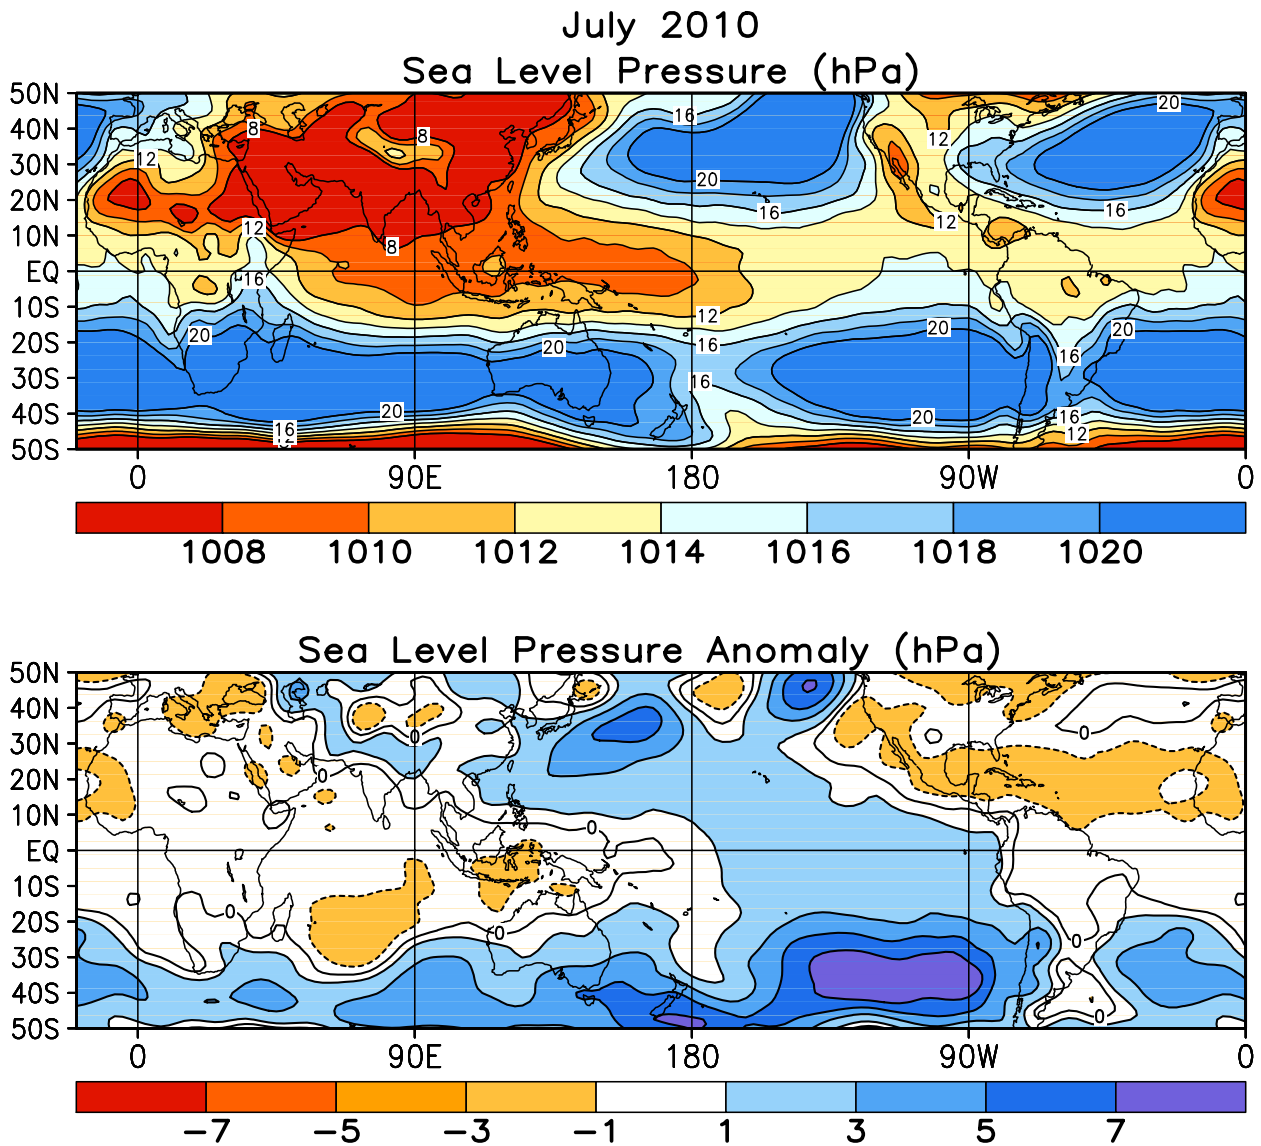 July 2010
Sea Level Pressure (hPa)
50N
20
16
40N
8
8
12
12
30N
20
20N
16
16
12
12
10N
8
EQ
16
10S
12
20
20
20
20S
20
16
16
30S
16
40S
20
20
16
16
12
12
50S
0 90E 180 90W 0
1008 1010 1012 1014 1016 1018 1020
Sea Level Pressure Anomaly (hPa)
50N
40N
0
0
30N
0
20N
10N
0
EQ
10S
0
20S
0
0
30S
40S
0
50S
0 90E 180 90W 0
−7 −5 −3 −1 1 3 5 7